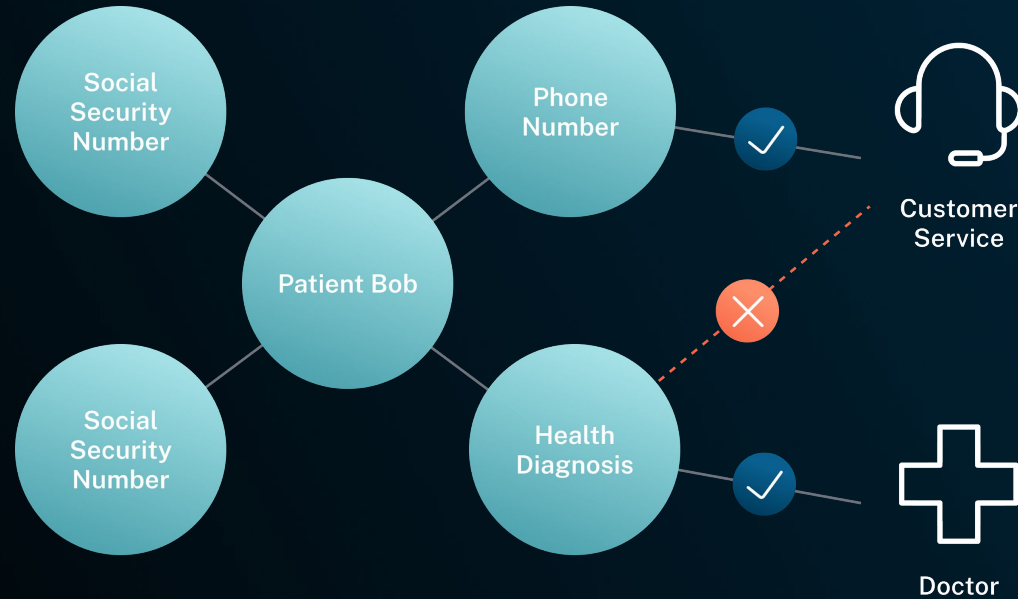 Social
Security
Number
Phone
Number
Customer
Service
Patient Bob
Social
Security
Number
Health
Diagnosis
Doctor